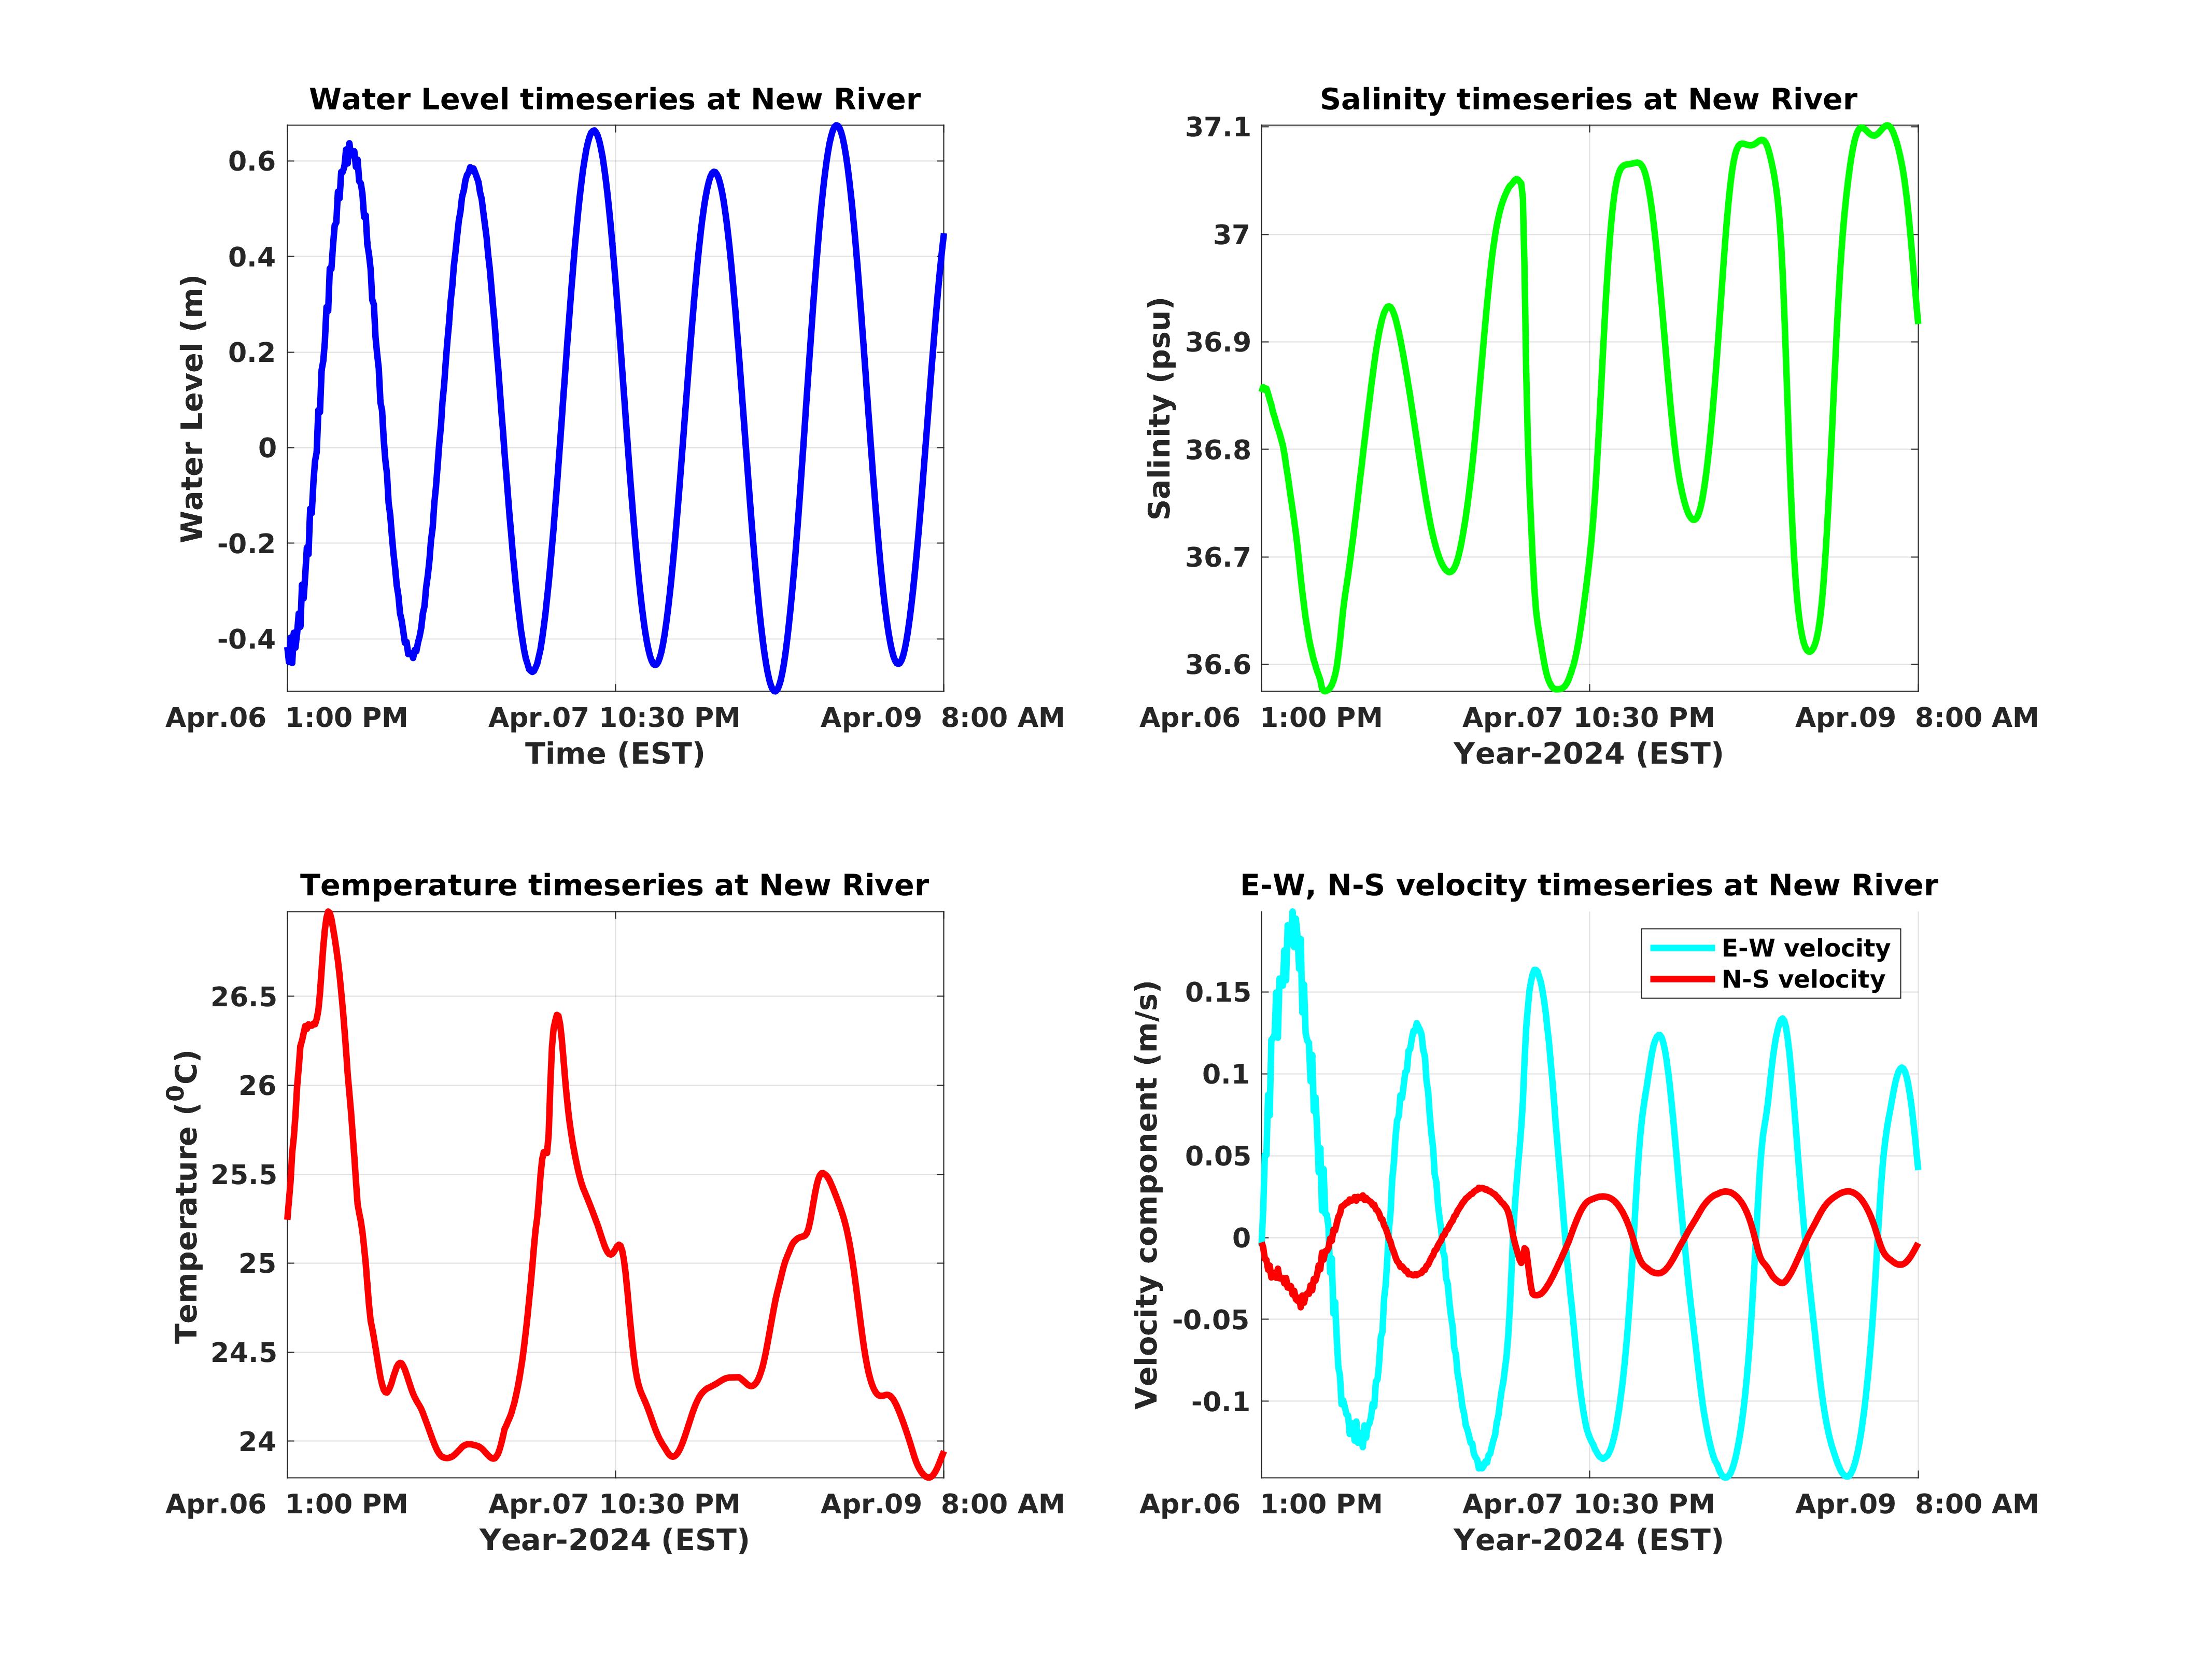 Water Level timeseries at New River
Water Level (m)
0.6
0.4
0.2
0
-0.2
-0.4
Apr.06 1:00 PM
Apr.07 10:30 PM
Apr.09 8:00 AM
Time (EST)
Salinity timeseries at New River
Salinity (psu)
37.1
37
36.9
36.8
36.7
36.6
Apr.06 1:00 PM
Apr.07 10:30 PM
Apr.09 8:00 AM
Year-2024 (EST)
Temperature timeseries at New River
Temperature (⁰C)
26.5
26
25.5
25
24.5
24
Apr.06 1:00 PM
Apr.07 10:30 PM
Apr.09 8:00 AM
Year-2024 (EST)
E-W, N-S velocity timeseries at New River
Velocity component (m/s)
0.15
0.1
0.05
0
-0.05
-0.1
E-W velocity
N-S velocity
Apr.06 1:00 PM
Apr.07 10:30 PM
Apr.09 8:00 AM
Year-2024 (EST)